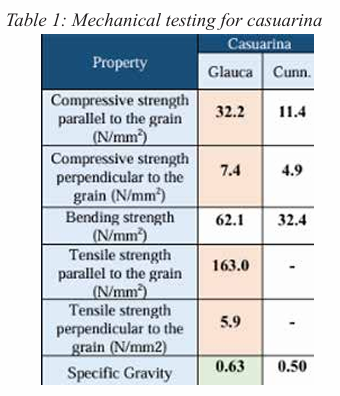 Table 1: Mechanical testing for casuarina
Property
Casuarina
Glauca Cunn.
Compressive strength
parallel to the grain
(N/mm²)
32.2 11.4
Compressive strength
perpendicular to the
grain (N/mm²)
7.4 4.9
Bending strength
(N/mm²)
62.1 32.4
Tensile strength
parallel to the grain
(N/mm²)
163.0 -
Tensile strength
perpendicular to the
grain (N/mm2)
5.9 -
Specific Gravity
0.63 0.50